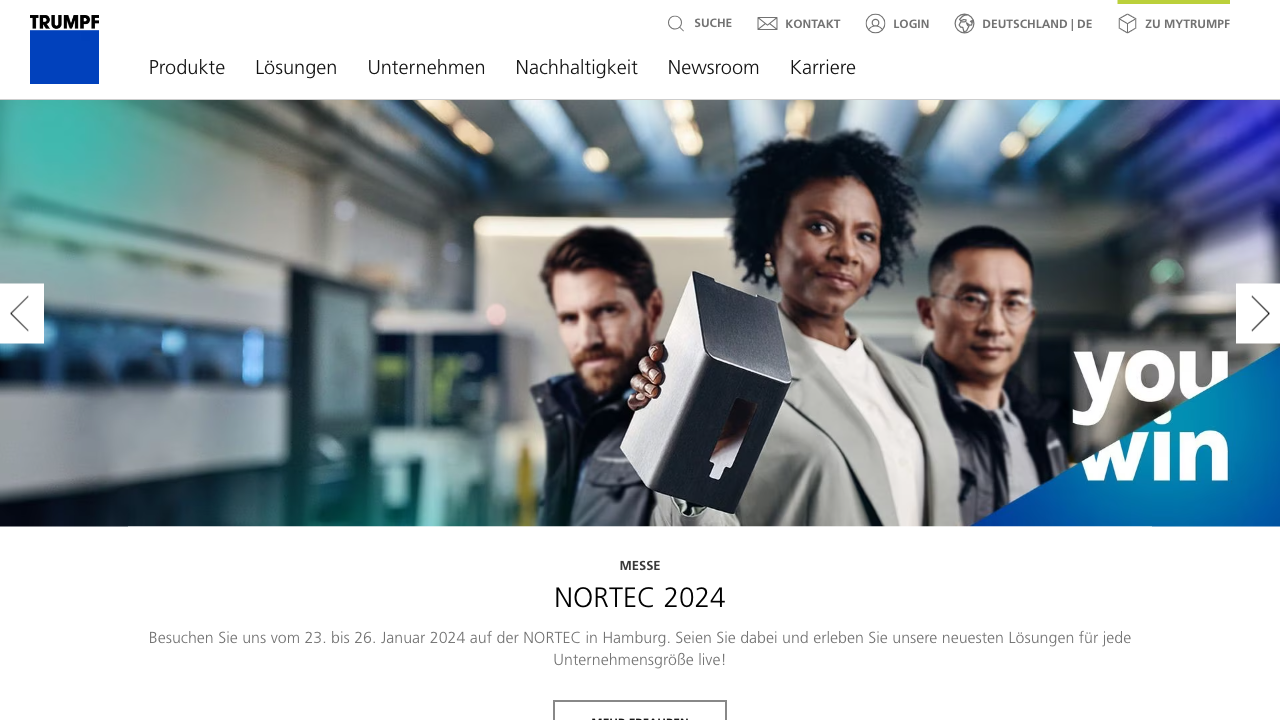 TRUMPF
SUCHE
KONTAKT
LOGIN
DEUTSCHLAND | DE
ZU MYTRUMPF
Produkte
Lösungen
Unternehmen
Nachhaltigkeit
Newsroom
Karriere
you
win
MESSE
NORTEC 2024
Besuchen Sie uns vom 23. bis 26. Januar 2024 auf der NORTEC in Hamburg. Seien Sie dabei und erleben Sie unsere neuesten Lösungen für jede
Unternehmensgröße live!
MEHR ERFAHREN